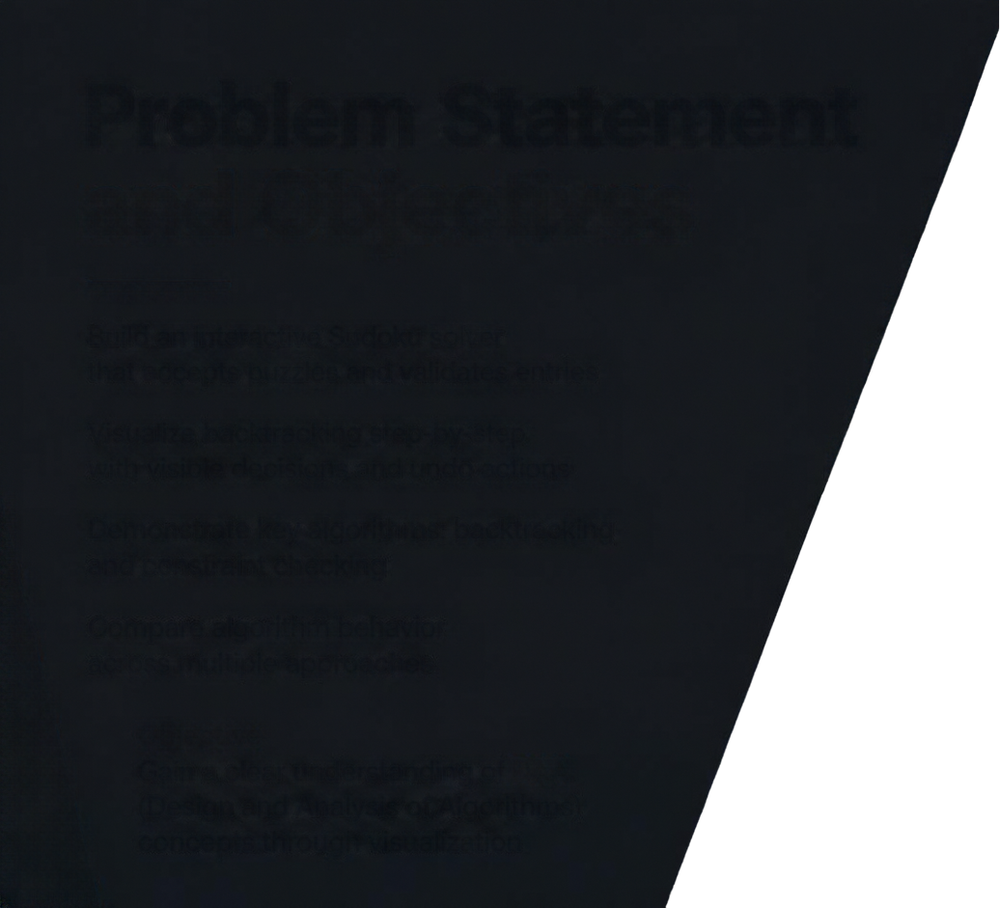 Problem Statement
and Objectives
Build an interactive Sudoku solver
that accepts puzzles and validates entries
Visualize backtracking step-by-step
with visible decisions and undo actions
Demonstrate key algorithms: backtracking
and constraint checking
Compare algorithm behavior
across multiple approaches
Gain a clear understanding of
(Design and Analysis of Algorithms)
concepts through visualization